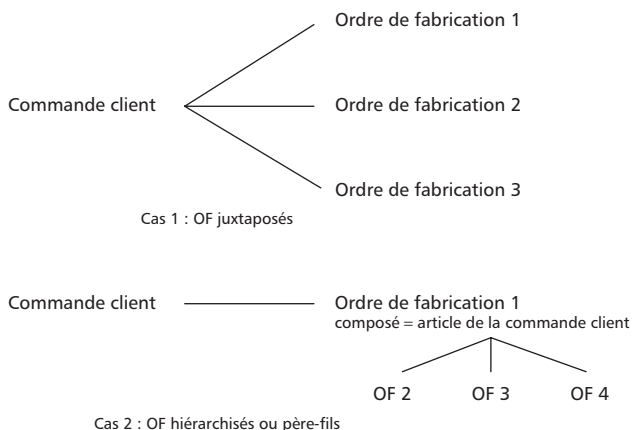 Ordre de fabrication 1
Commande client
Ordre de fabrication 2
Ordre de fabrication 3
Cas 1 : OF juxtaposés
Commande client
Ordre de fabrication 1
composé = article de la commande client
OF 2
OF 3
OF 4
Cas 2 : OF hiérarchisés ou père-fils